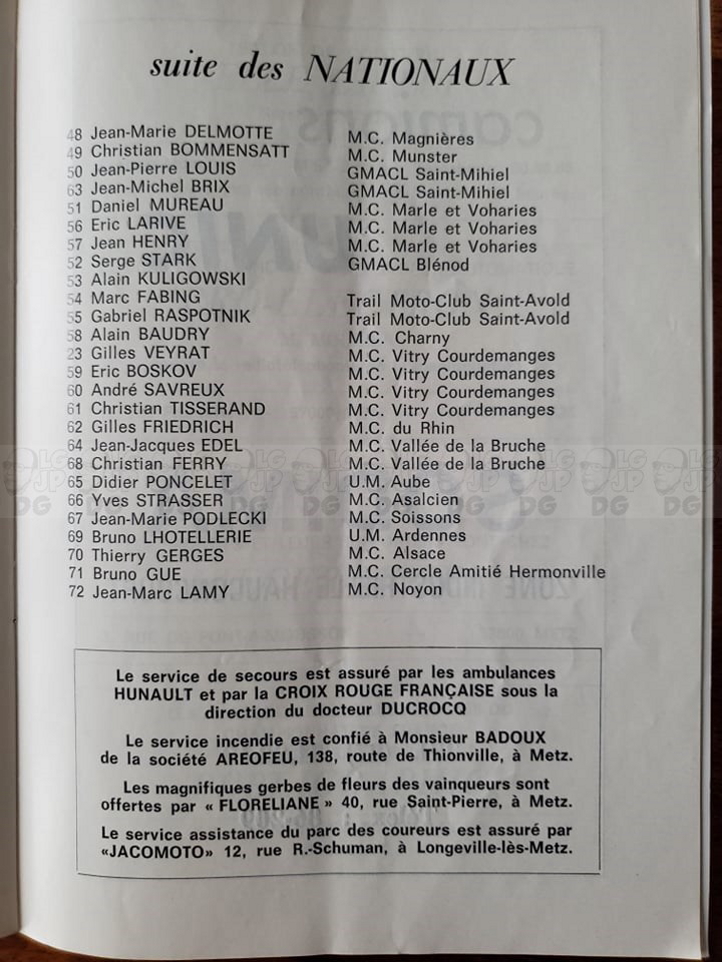 suite des NATIONAUX
48 Jean-Marie DELMOTTE M.C. Magnières
49 Christian BOMMENSATT M.C. Munster
50 Jean-Pierre LOUIS GMACL Saint-Mihiel
63 Jean-Michel BRIX GMACL Saint-Mihiel
51 Daniel MUREAU M.C. Marle et Voharies
56 Eric LARIVE M.C. Marle et Voharies
57 Jean HENRY M.C. Marle et Voharies
52 Serge STARK GMACL Blénod
53 Alain KULIGOWSKI
54 Marc FABING Trail Moto-Club Saint-Avold
55 Gabriel RASPOTNIK Trail Moto-Club Saint-Avold
58 Alain BAUDRY M.C. Charny
23 Gilles VEYRAT M.C. Vitry Courdemanges
59 Eric BOSKOV M.C. Vitry Courdemanges
60 André SAVREUX M.C. Vitry Courdemanges
61 Christian TISSERAND M.C. Vitry Courdemanges
62 Gilles FRIEDRICH M.C. du Rhin
64 Jean-Jacques EDEL M.C. Vallée de la Bruche
68 Christian FERRY M.C. Vallée de la Bruche
65 Didier PONCELET U.M. Aube
66 Yves STRASSER M.C. Asalcien
67 Jean-Marie PODLECKI M.C. Soissons
69 Bruno LHOTELLERIE U.M. Ardennes
70 Thierry GERGES M.C. Alsace
71 Bruno GUE M.C. Cercle Amitié Hermonville
72 Jean-Marc LAMY M.C. Noyon
Le service de secours est assuré par les ambulances
HUNAULT et par la CROIX ROUGE FRANÇAISE sous la
direction du docteur DUCROCQ
Le service incendie est confié à Monsieur BADOUX
de la société AREOFEU, 138, route de Thionville, à Metz.
Les magnifiques gerbes de fleurs des vainqueurs sont
offertes par « FLORELIANE » 40, rue Saint-Pierre, à Metz.
Le service assistance du parc des coureurs est assuré par
«JACOMOTO» 12, rue R.-Schuman, à Longeville-lès-Metz.